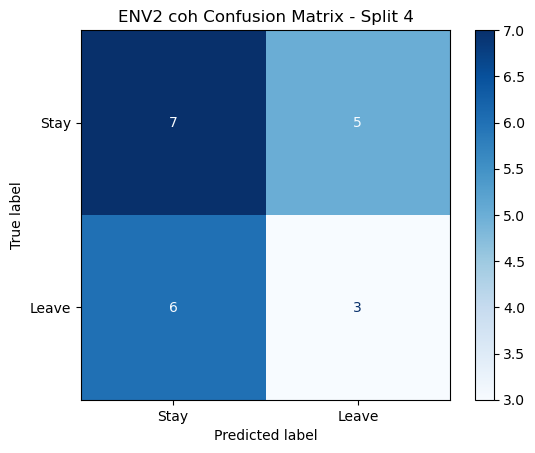 ENV2 coh Confusion Matrix - Split 4
True label
Stay
7
5
Leave
6
3
Stay
Leave
Predicted label
7.0
6.5
6.0
5.5
5.0
4.5
4.0
3.5
3.0